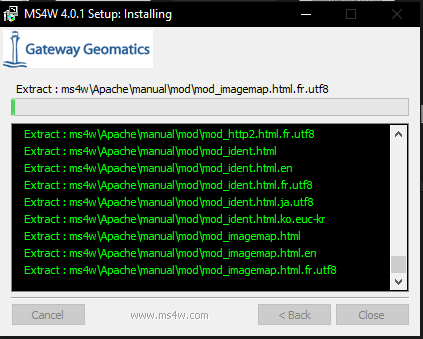 MS4W 4.0.1 Setup: Installing
Gateway Geomatics
Extract : ms4w\Apache\manual\mod\mod_imagemap.html.fr.utf8
Extract : ms4w\Apache\manual\mod\mod_http2.html.fr.utf8
Extract : ms4w\Apache\manual\mod\mod_ident.html
Extract : ms4w\Apache\manual\mod\mod_ident.html.en
Extract : ms4w\Apache\manual\mod\mod_ident.html.fr.utf8
Extract : ms4w\Apache\manual\mod\mod_ident.html.ja.utf8
Extract : ms4w\Apache\manual\mod\mod_ident.html.ko.euc-kr
Extract : ms4w\Apache\manual\mod\mod_imagemap.html
Extract : ms4w\Apache\manual\mod\mod_imagemap.html.en
Extract : ms4w\Apache\manual\mod\mod_imagemap.html.fr.utf8
Cancel
www.ms4w.com
< Back
Close